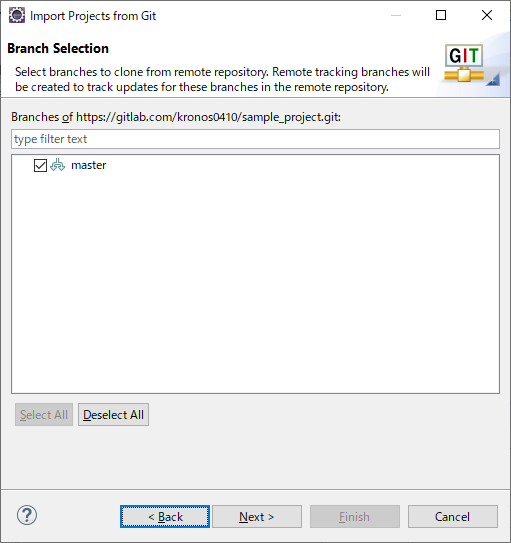 Import Projects from Git
Branch Selection
GIT
Select branches to clone from remote repository. Remote tracking branches will
be created to track updates for these branches in the remote repository.
Branches of https://gitlab.com/kronos0410/sample_project.git:
type filter text
master
Select All
Deselect All
?
< Back
Next >
Finish
Cancel